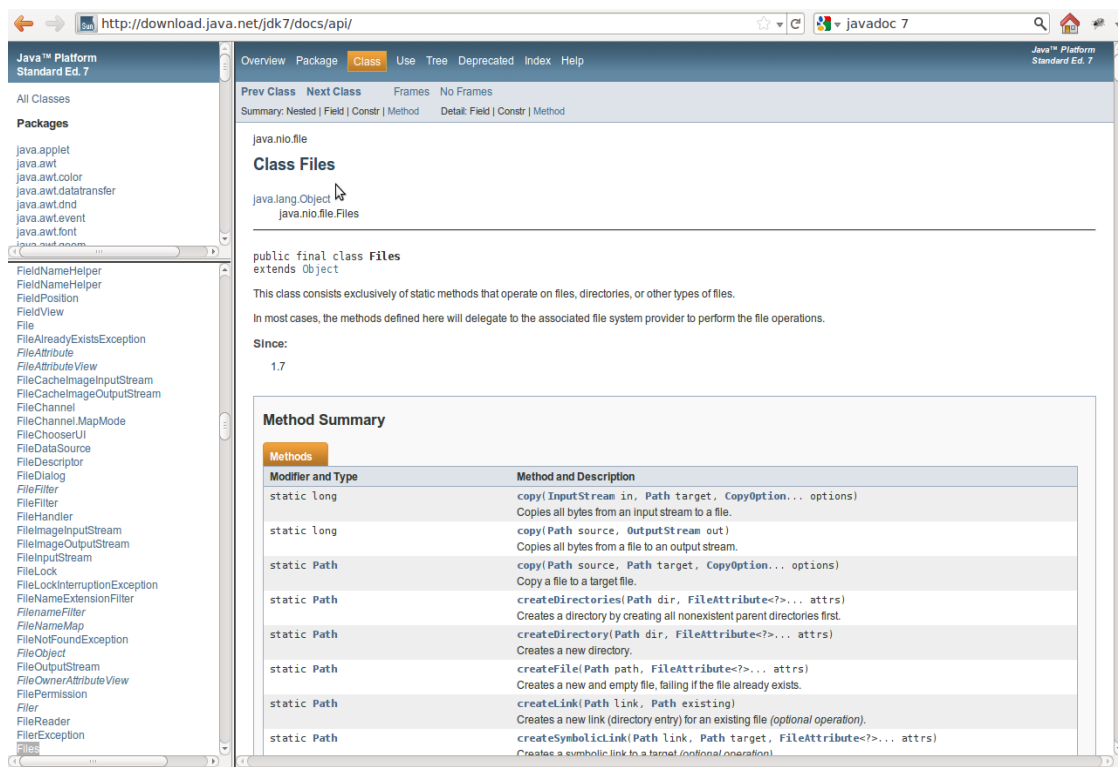 http://download.java.net/jdk7/docs/api/
javadoc 7
Java™ Platform
Standard Ed. 7
All Classes
Packages
java.applet
java.awt
java.awt.color
java.awt.datatransfer
java.awt.dnd
java.awt.event
java.awt.font
java.awt.geom
FieldNameHelper
FieldNameHelper
FieldPosition
FieldView
File
FileAlreadyExistsException
FileAttribute
FileAttributeView
FileCacheImageInputStream
FileCacheImageOutputStream
FileChannel
FileChannel.MapMode
FileChooserUI
FileDataSource
FileDescriptor
FileDialog
FileFilter
FileFilter
FileHandler
FileImageInputStream
FileImageOutputStream
FileInputStream
FileLock
FileLockInterruptionException
FileNameExtensionFilter
FilenameFilter
FileNameMap
FileNotFoundException
FileObject
FileOutputStream
FileOwnerAttributeView
FilePermission
Filer
FileReader
FilerException
Files
Overview Package Class Use Tree Deprecated Index Help
Java™ Platform
Standard Ed. 7
Prev Class Next Class Frames No Frames
Summary: Nested | Field | Constr | Method Detail: Field | Constr | Method
java.nio.file
Class Files
java.lang.Object
java.nio.file.Files
public final class Files
extends Object
This class consists exclusively of static methods that operate on files, directories, or other types of files.
In most cases, the methods defined here will delegate to the associated file system provider to perform the file operations.
Since:
1.7
Method Summary
Methods
Modifier and Type Method and Description
static long copy(InputStream in, Path target, CopyOption... options)
Copies all bytes from an input stream to a file.
static long copy(Path source, OutputStream out)
Copies all bytes from a file to an output stream.
static Path copy(Path source, Path target, CopyOption... options)
Copy a file to a target file.
static Path createDirectories(Path dir, FileAttribute<?>... attrs)
Creates a directory by creating all nonexistent parent directories first.
static Path createDirectory(Path dir, FileAttribute<?>... attrs)
Creates a new directory.
static Path createFile(Path path, FileAttribute<?>... attrs)
Creates a new and empty file, failing if the file already exists.
static Path createLink(Path link, Path existing)
Creates a new link (directory entry) for an existing file (optional operation).
static Path createSymbolicLink(Path link, Path target, FileAttribute<?>... attrs)
Creates a symbolic link to a target (optional operation).